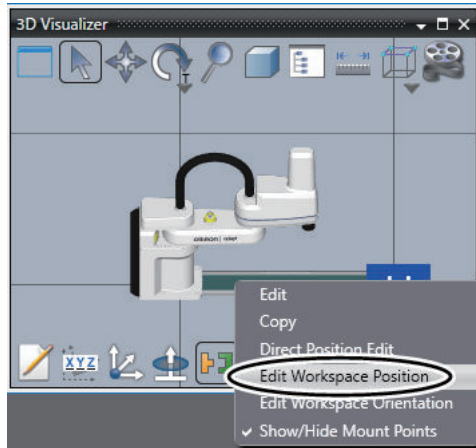 3D Visualizer
T
OMRON | adept
XYZ
Edit
Copy
Direct Position Edit
Edit Workspace Position
Edit Workspace Orientation
Show/Hide Mount Points